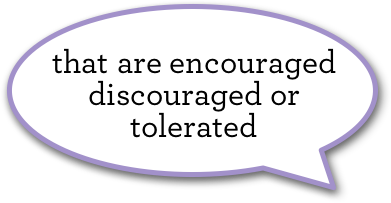 that are encouraged
discouraged or
tolerated